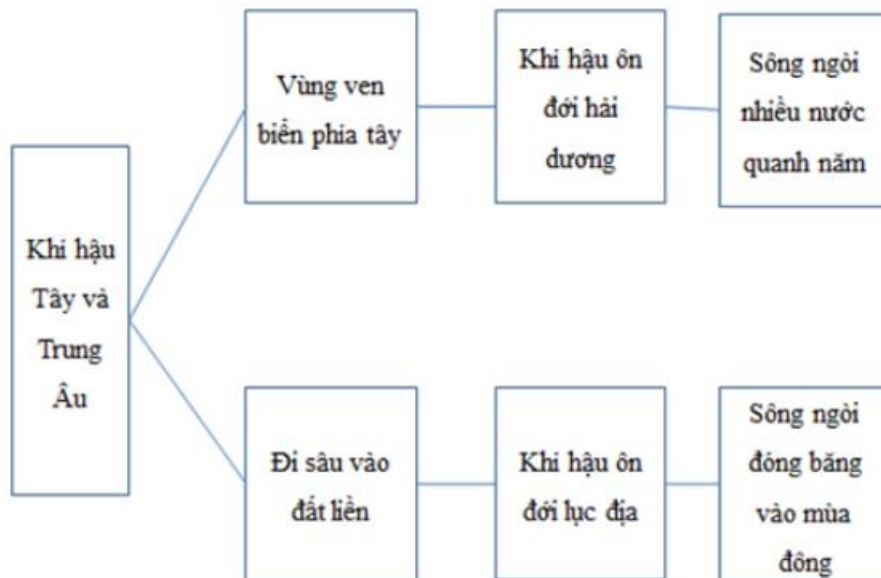 Khí hậu
Tây và
Trung
Âu
Vùng ven
biển phía tây
Khí hậu ôn
đới hải
dương
Sông ngòi
nhiều nước
quanh năm
Đi sâu vào
đất liền
Khí hậu ôn
đới lục địa
Sông ngòi
đóng băng
vào mùa
đông